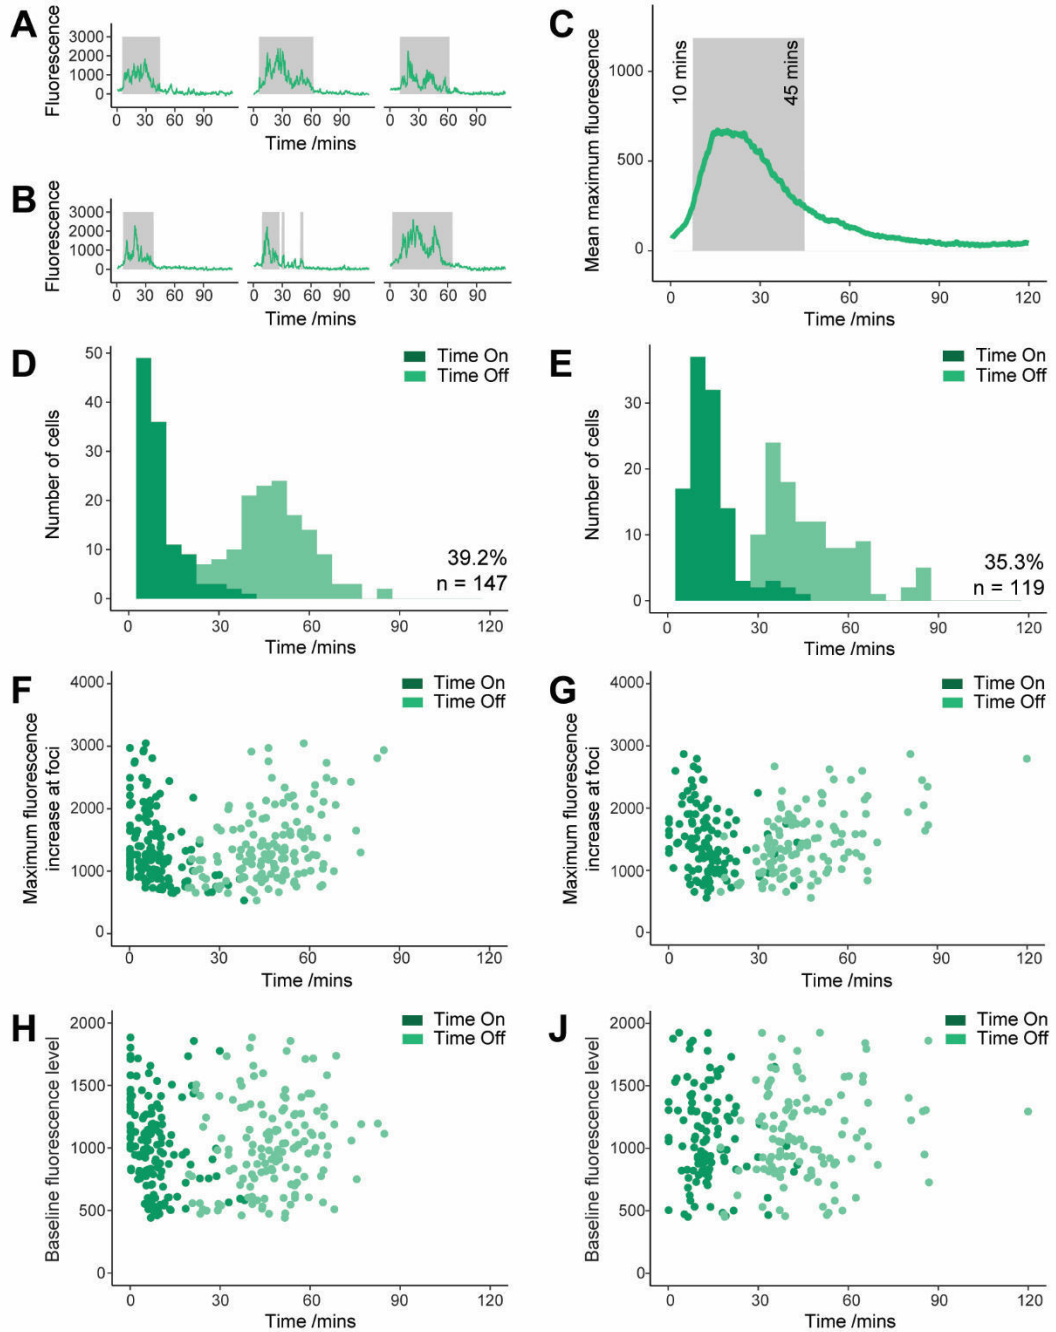 A
Fluorescence
3000
2000
1000
0
0 30 60 90 0 30 60 90 0 30 60 90
Time /mins
B
Fluorescence
3000
2000
1000
0
0 30 60 90 0 30 60 90 0 30 60 90
Time /mins
C
Mean maximum fluorescence
1000
500
0
10 mins
45 mins
0 30 60 90 120
Time /mins
D
Number of cells
50
40
30
20
10
0
Time On
Time Off
39.2%
n = 147
0 30 60 90 120
Time /mins
E
Number of cells
30
20
10
0
Time On
Time Off
35.3%
n = 119
0 30 60 90 120
Time /mins
F
Maximum fluorescence
increase at foci
4000
3000
2000
1000
0
Time On
Time Off
0 30 60 90 120
Time /mins
G
Maximum fluorescence
increase at foci
4000
3000
2000
1000
0
Time On
Time Off
0 30 60 90 120
Time /mins
H
Baseline fluorescence level
2000
1500
1000
500
0
Time On
Time Off
0 30 60 90 120
Time /mins
J
Baseline fluorescence level
2000
1500
1000
500
0
Time On
Time Off
0 30 60 90 120
Time /mins